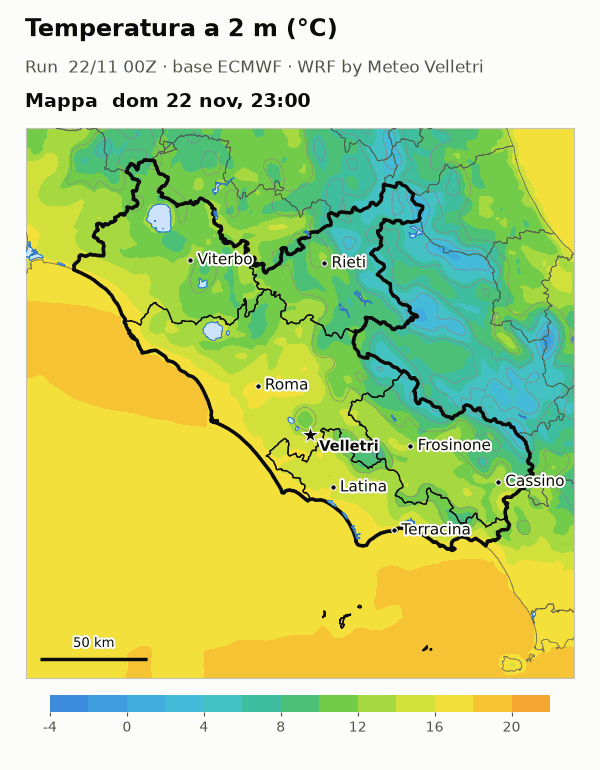 Temperatura a 2 m (°C)
Run  22/11 00Z · base ECMWF · WRF by Meteo Velletri
Mappa  dom 22 nov, 23:00
Viterbo
Rieti
Roma
Velletri
Frosinone
Cassino
Latina
Terracina
50 km
-4 0 4 8 12 16 20